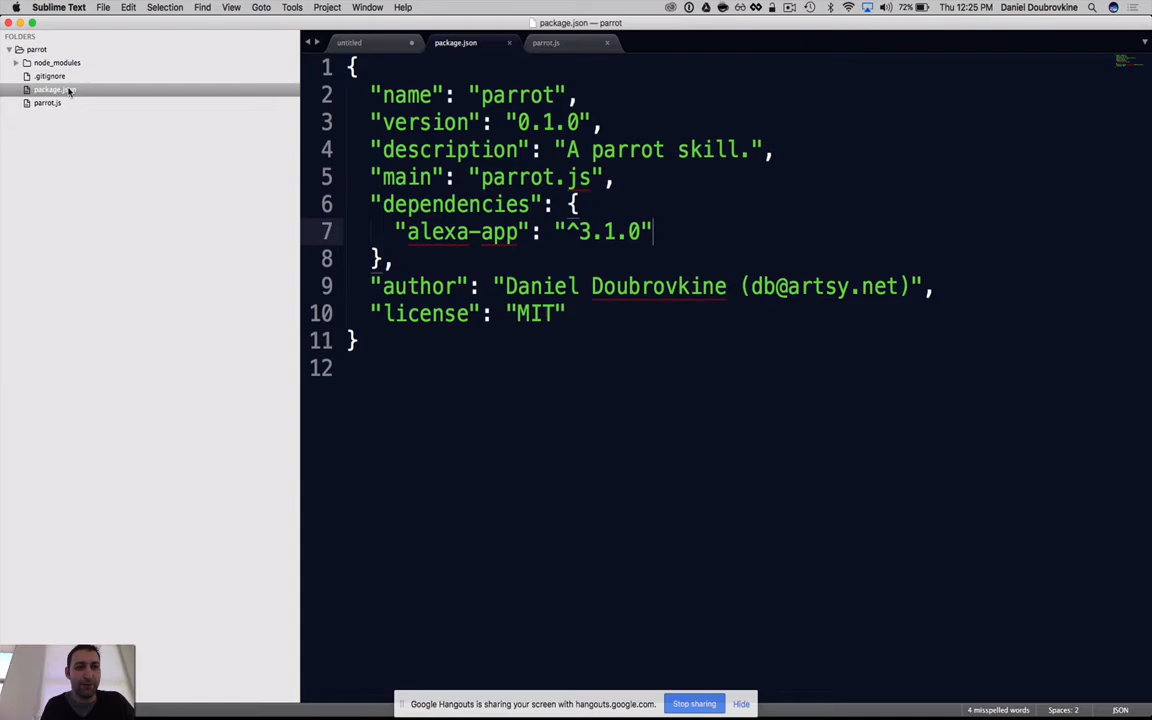 Sublime Text File Edit Selection Find View Goto Tools Project Window Help 72% Thu 12:25 PM Daniel Doubrovkine
package.json — parrot
FOLDERS
parrot
node_modules
.gitignore
package.json
parrot.js
untitled package.json parrot.js
1 {
2 "name": "parrot",
3 "version": "0.1.0",
4 "description": "A parrot skill.",
5 "main": "parrot.js",
6 "dependencies": {
7 "alexa-app": "^3.1.0"
8 },
9 "author": "Daniel Doubrovkine (db@artsy.net)",
10 "license": "MIT"
11 }
12
Google Hangouts is sharing your screen with hangouts.google.com. Stop sharing Hide
4 misspelled words Spaces: 2 JSON